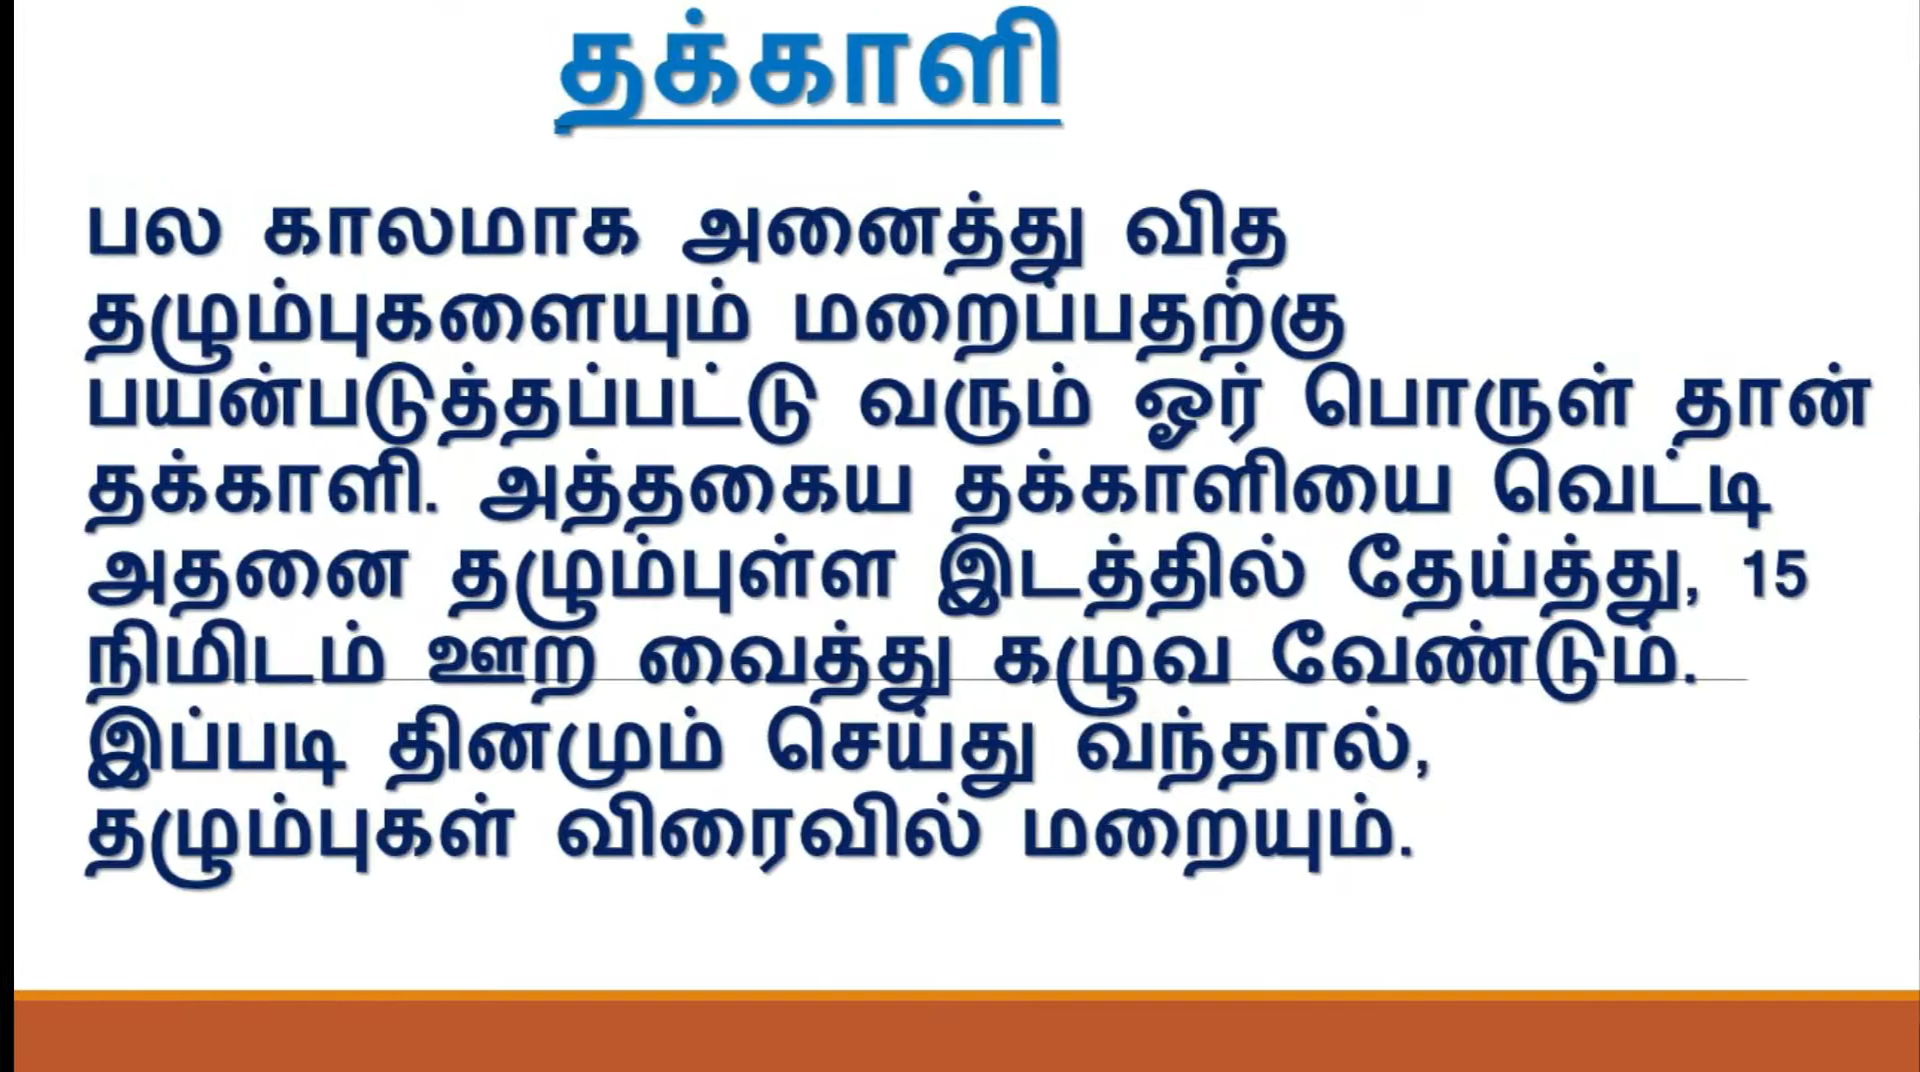 தக்காளி
பல காலமாக அனைத்து வித
தழும்புகளையும் மறைப்பதற்கு
பயன்படுத்தப்பட்டு வரும் ஓர் பொருள் தான்
தக்காளி. அத்தகைய தக்காளியை வெட்டி
அதனை தழும்புள்ள இடத்தில் தேய்த்து, 15
நிமிடம் ஊற வைத்து கழுவ வேண்டும்.
இப்படி தினமும் செய்து வந்தால்,
தழும்புகள் விரைவில் மறையும்.